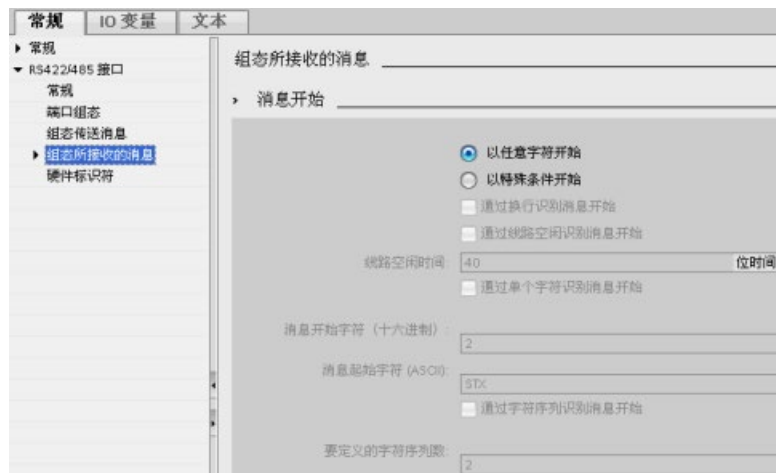 常规 IO 变量 文本
常规
RS422/485 接口
常规
端口组态
组态传送消息
组态所接收的消息
硬件标识符
组态所接收的消息
消息开始
以任意字符开始
以特殊条件开始
通过换行识别消息开始
通过线路空闲识别消息开始
线路空闲时间: 40 位时间
通过单个字符识别消息开始
消息开始字符（十六进制）:
2
消息起始字符 (ASCII):
STX
通过字符序列识别消息开始
要定义的字符序列数:
2